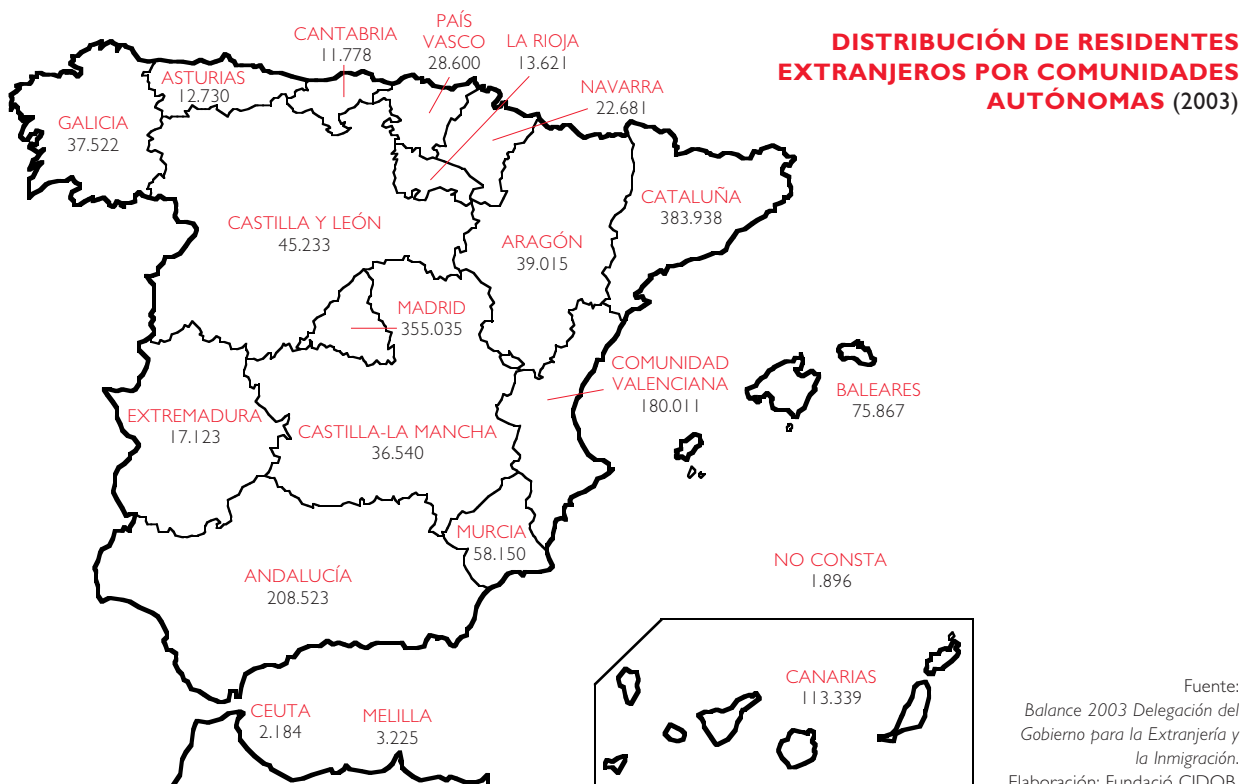 DISTRIBUCIÓN DE RESIDENTES
EXTRANJEROS POR COMUNIDADES
AUTÓNOMAS (2003)
CANTABRIA
11.778
PAÍS
VASCO
28.600
LA RIOJA
13.621
NAVARRA
22.681
ASTURIAS
12.730
GALICIA
37.522
CASTILLA Y LEÓN
45.233
ARAGÓN
39.015
CATALUÑA
383.938
MADRID
355.035
COMUNIDAD
VALENCIANA
180.011
BALEARES
75.867
EXTREMADURA
17.123
CASTILLA-LA MANCHA
36.540
MURCIA
58.150
ANDALUCÍA
208.523
NO CONSTA
1.896
CANARIAS
113.339
CEUTA
2.184
MELILLA
3.225
Fuente:
Balance 2003 Delegación del
Gobierno para la Extranjería y
la Inmigración.
Elaboración: Fundació CIDOB